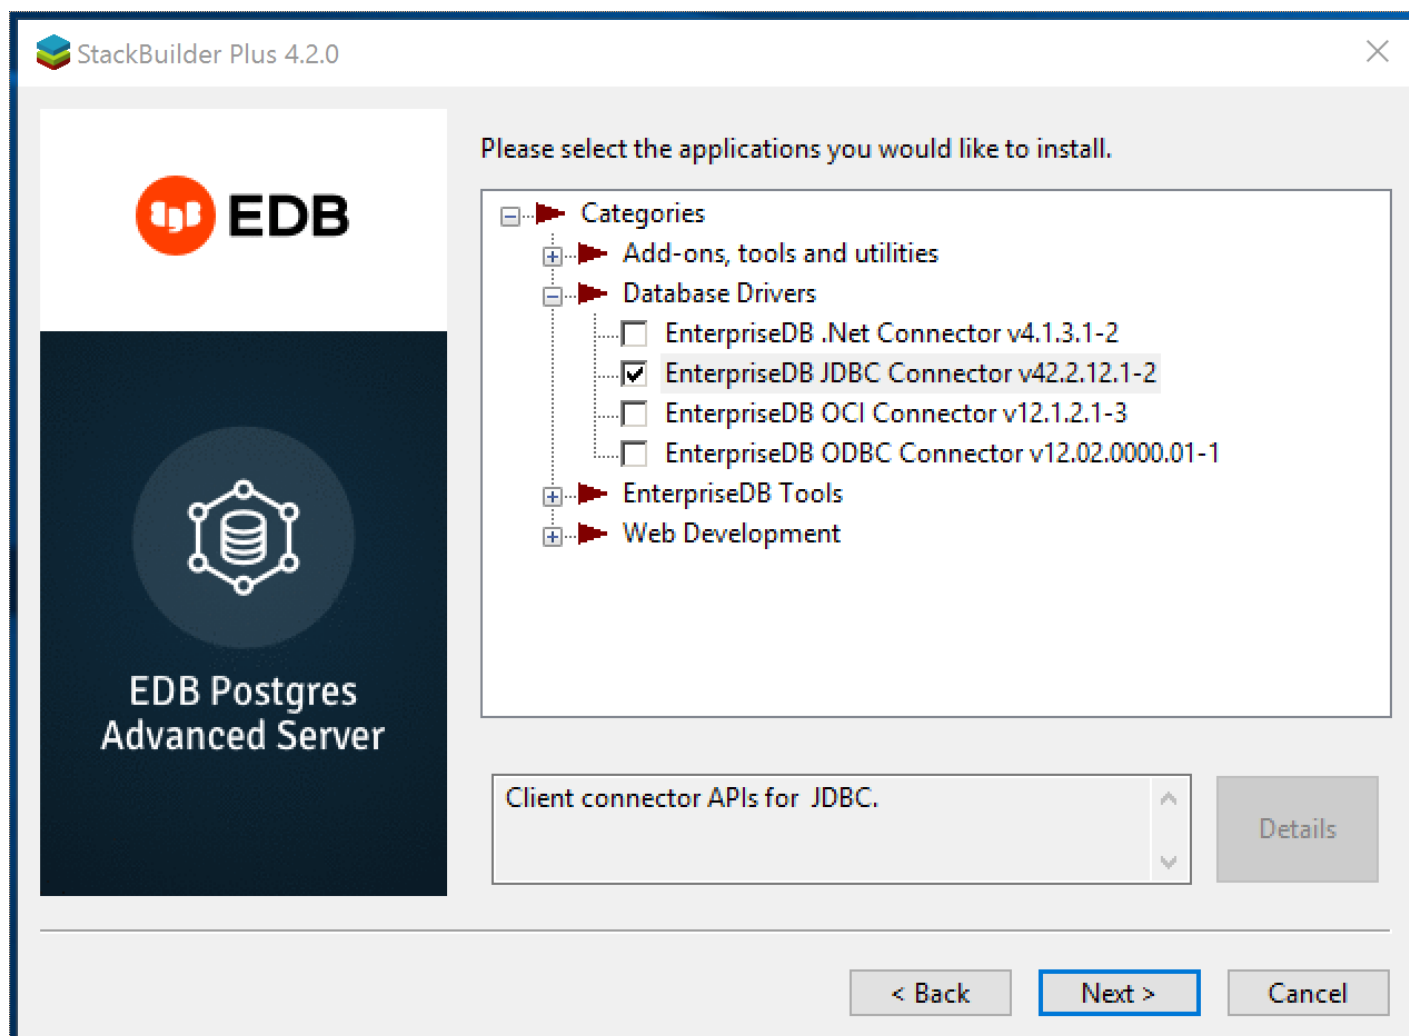 StackBuilder Plus 4.2.0
EDB
EDB Postgres
Advanced Server
Please select the applications you would like to install.
Categories
Add-ons, tools and utilities
Database Drivers
EnterpriseDB .Net Connector v4.1.3.1-2
EnterpriseDB JDBC Connector v42.2.12.1-2
EnterpriseDB OCI Connector v12.1.2.1-3
EnterpriseDB ODBC Connector v12.02.0000.01-1
EnterpriseDB Tools
Web Development
Client connector APIs for  JDBC.
Details
< Back
Next >
Cancel